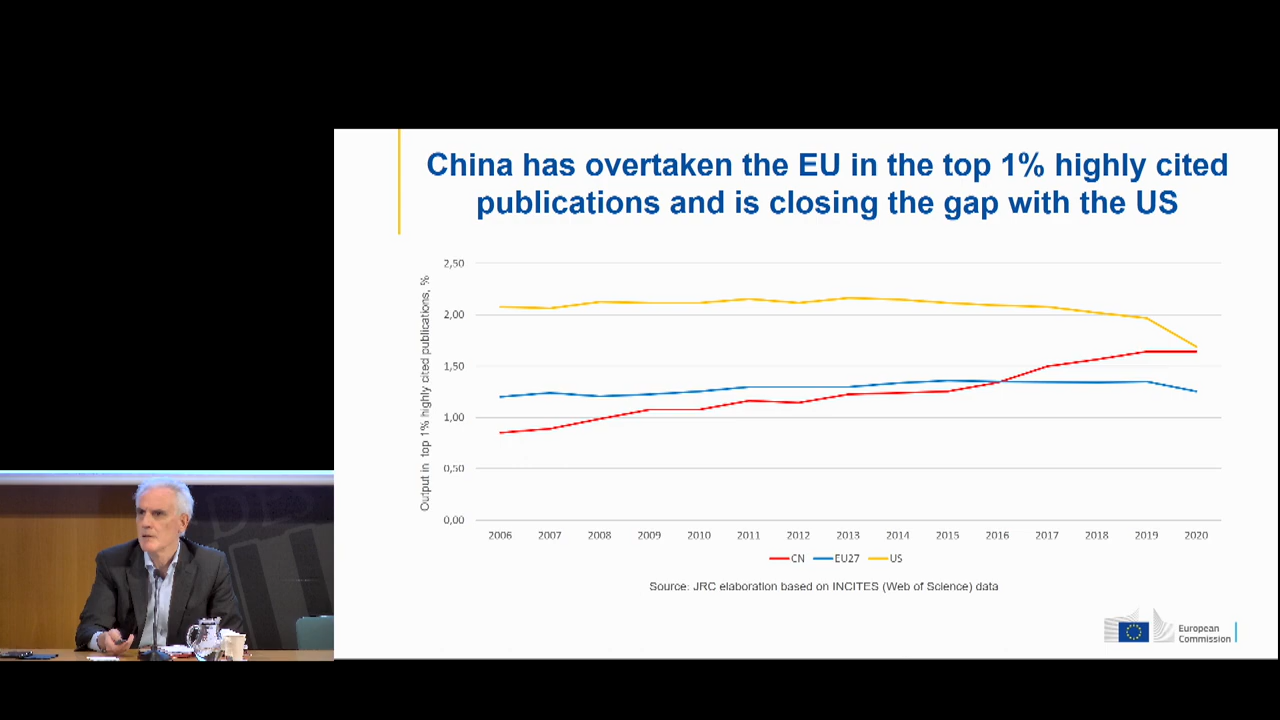 China has overtaken the EU in the top 1% highly cited
publications and is closing the gap with the US
Output in top 1% highly cited publications, %
2,50
2,00
1,50
1,00
0,50
0,00
2006 2007 2008 2009 2010 2011 2012 2013 2014 2015 2016 2017 2018 2019 2020
CN EU27 US
Source: JRC elaboration based on INCITES (Web of Science) data
European
Commission